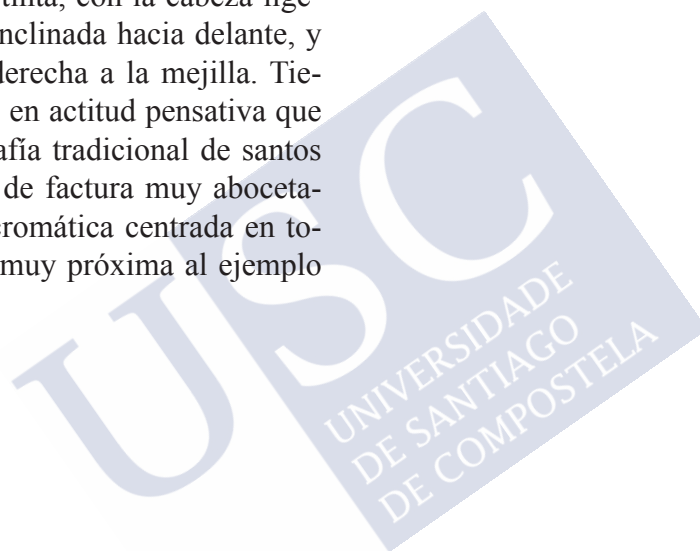 con la cabeza lige-
nclinada hacia delante, y
derecha a la mejilla. Tie-
en actitud pensativa que
afía tradicional de santos
de factura muy aboceta-
cromática centrada en to-
muy próxima al ejemplo
USC
UNIVERSIDADE
DE SANTIAGO
DE COMPOSTELA